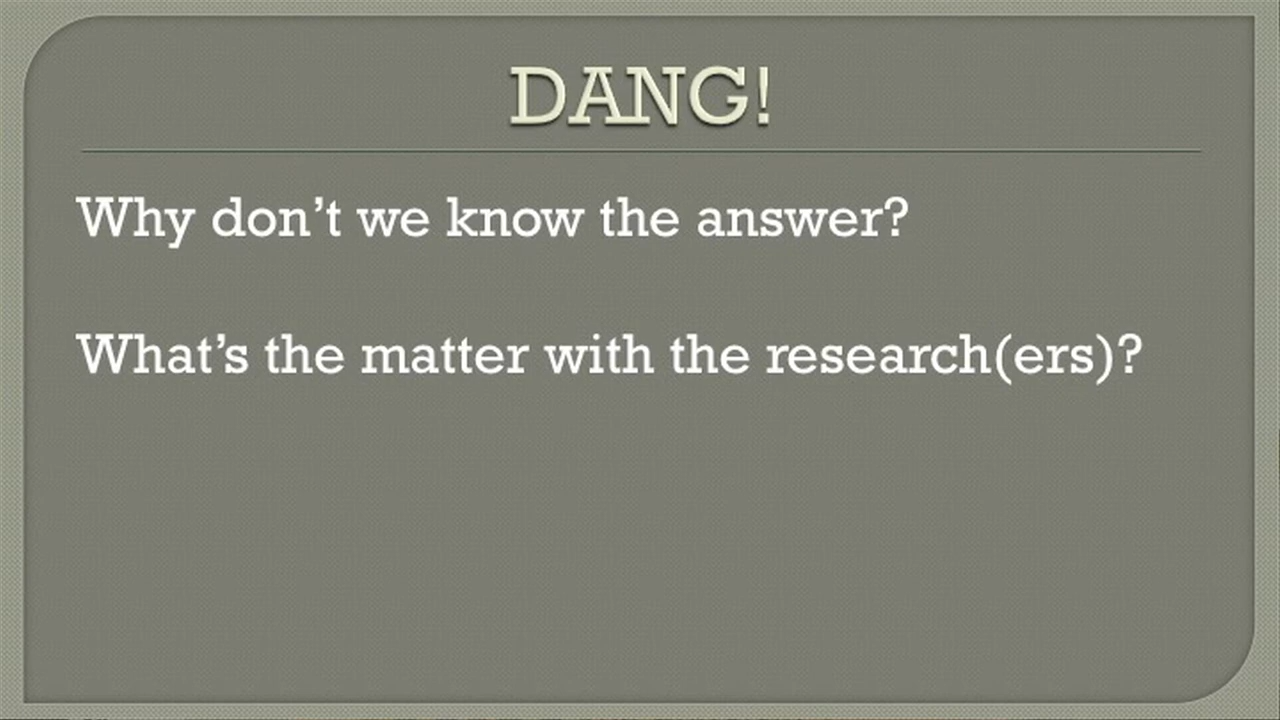 DANG!
Why don’t we know the answer?
What’s the matter with the research(ers)?